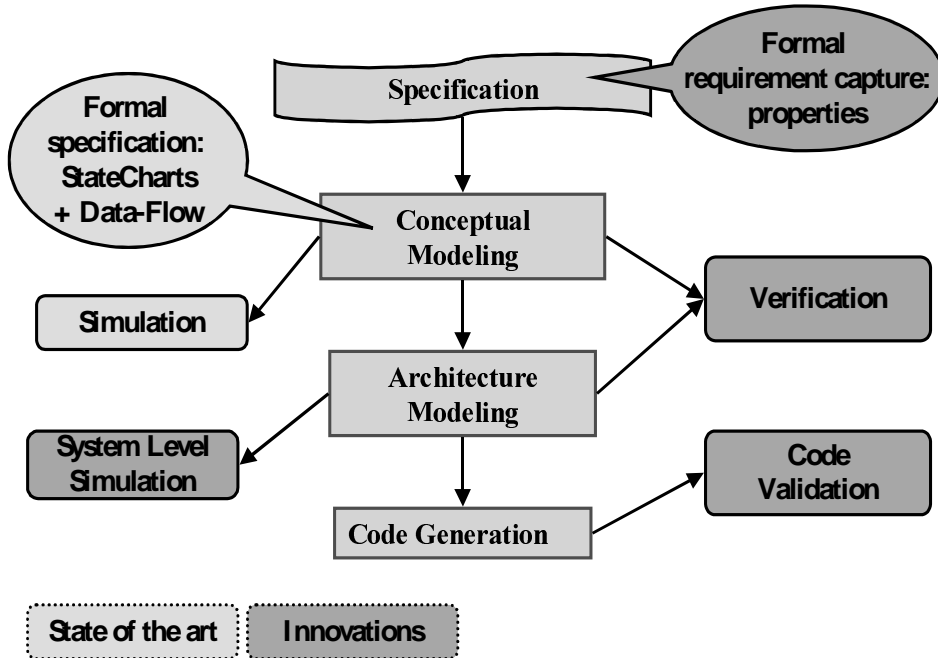 Formal
requirement capture:
properties
Specification
Formal
specification:
StateCharts
+ Data-Flow
Conceptual
Modeling
Simulation
Verification
Architecture
Modeling
System Level
Simulation
Code
Validation
Code Generation
State of the art
Innovations